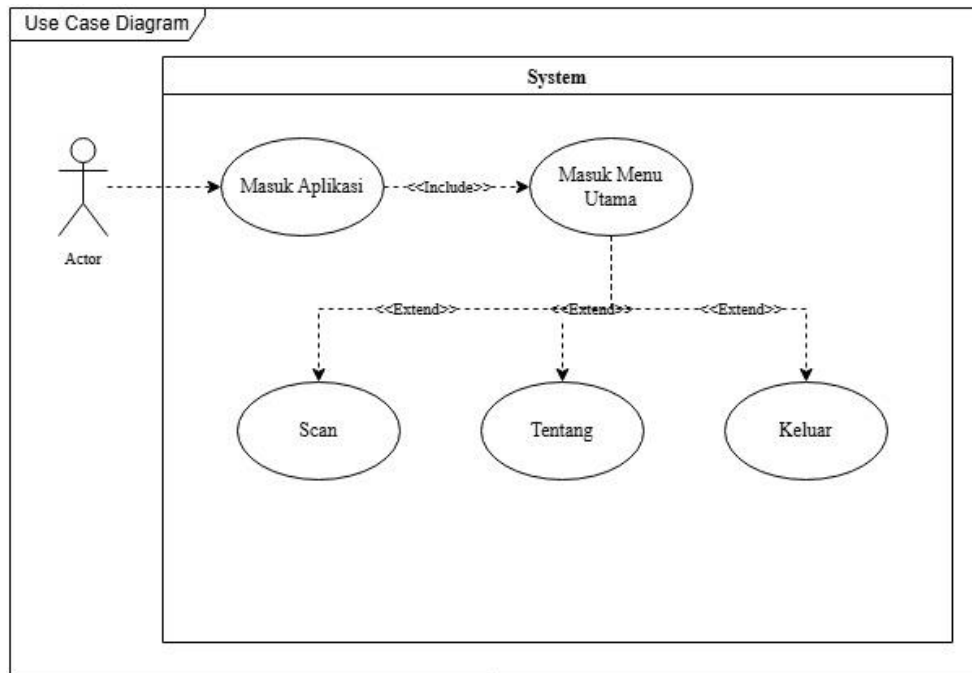 Use Case Diagram
System
Masuk Aplikasi
<<Include>>
Masuk Menu
Utama
Actor
<<Extend>>
<<Extend>>
<<Extend>>
Scan
Tentang
Keluar